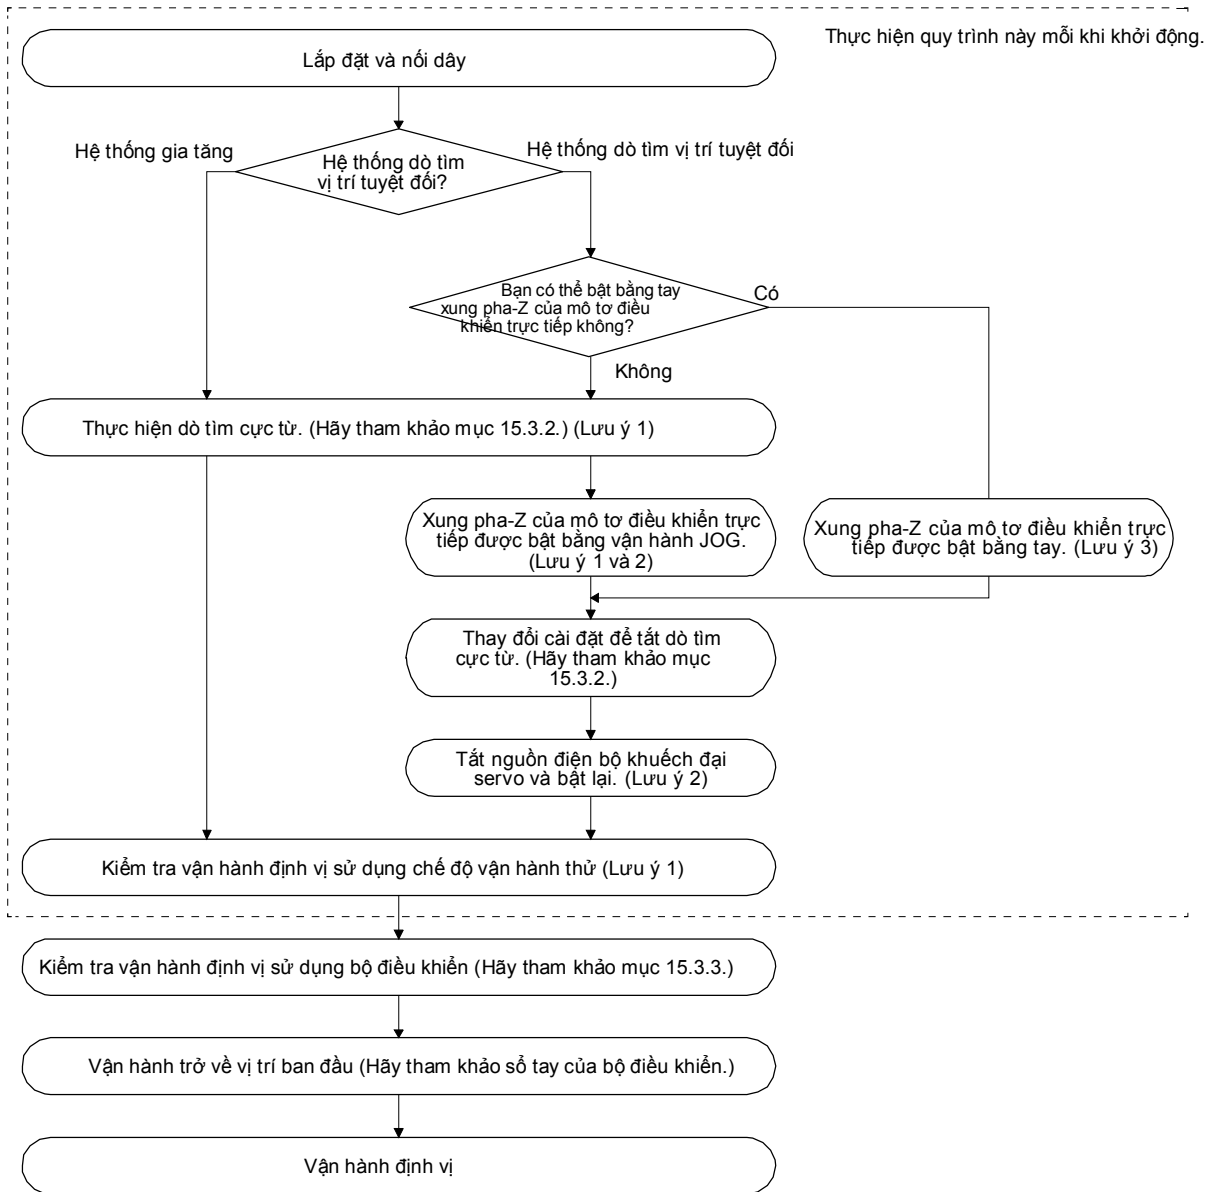 Thực hiện quy trình này mỗi khi khởi động.
Lắp đặt và nối dây
Hệ thống gia tăng
Hệ thống dò tìm
vị trí tuyệt đối?
Hệ thống dò tìm vị trí tuyệt đối
Bạn có thể bật bằng tay
xung pha-Z của mô tơ điều
khiển trực tiếp không?
Có
Không
Thực hiện dò tìm cực từ. (Hãy tham khảo mục 15.3.2.) (Lưu ý 1)
Xung pha-Z của mô tơ điều khiển trực
tiếp được bật bằng vận hành JOG.
(Lưu ý 1 và 2)
Xung pha-Z của mô tơ điều khiển trực
tiếp được bật bằng tay. (Lưu ý 3)
Thay đổi cài đặt để tắt dò tìm
cực từ. (Hãy tham khảo mục
15.3.2.)
Tắt nguồn điện bộ khuếch đại
servo và bật lại. (Lưu ý 2)
Kiểm tra vận hành định vị sử dụng chế độ vận hành thử (Lưu ý 1)
Kiểm tra vận hành định vị sử dụng bộ điều khiển (Hãy tham khảo mục 15.3.3.)
Vận hành trở về vị trí ban đầu (Hãy tham khảo sổ tay của bộ điều khiển.)
Vận hành định vị